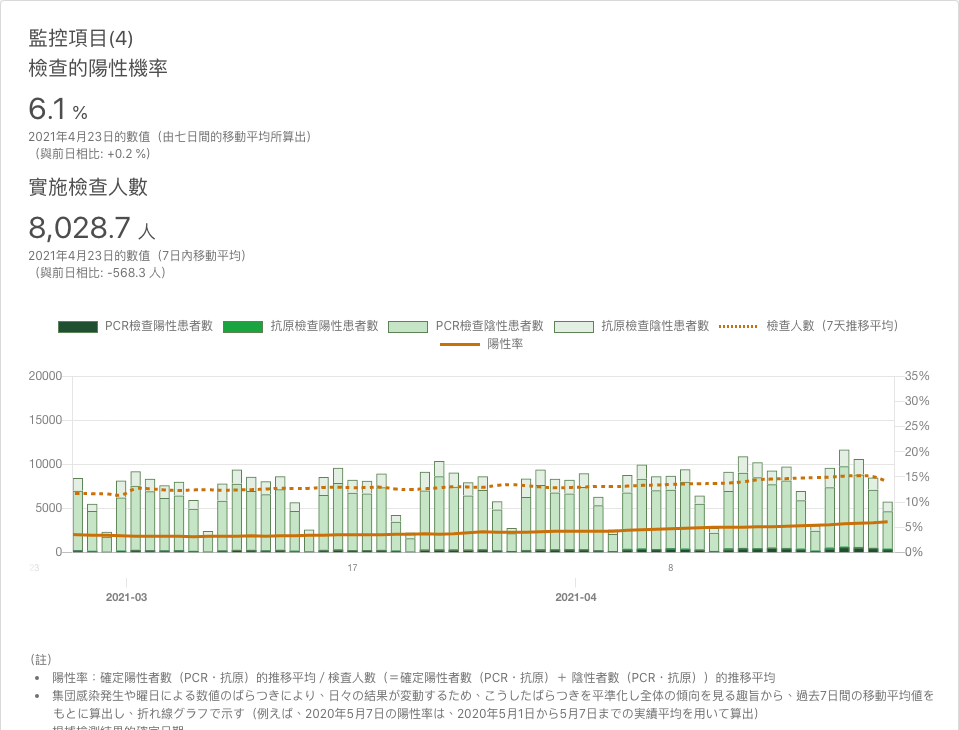 監控項目(4)
檢查的陽性機率
6.1 %
2021年4月23日的數值（由七日間的移動平均所算出）
（與前日相比: +0.2 %）
實施檢查人數
8,028.7 人
2021年4月23日的數值（7日內移動平均）
（與前日相比: -568.3 人）
PCR檢查陽性患者數 抗原檢查陽性患者數 PCR檢查陰性患者數 抗原檢查陰性患者數 檢查人數（7天推移平均）
陽性率
20000 35%
30%
15000
25%
20%
10000
15%
10%
5000
5%
0 0%
23 17 8
2021-03 2021-04
（註）
陽性率：確定陽性者數（PCR・抗原）的推移平均 / 檢查人數（＝確定陽性者數（PCR・抗原）＋ 陰性者數（PCR・抗原））的推移平均
集団感染発生や曜日による数値のばらつきにより、日々の結果が変動するため、こうしたばらつきを平準化し全体の傾向を見る趣旨から、過去7日間の移動平均値を
もとに算出し、折れ線グラフで示す（例えば、2020年5月7日の陽性率は、2020年5月1日から5月7日までの実績平均を用いて算出）